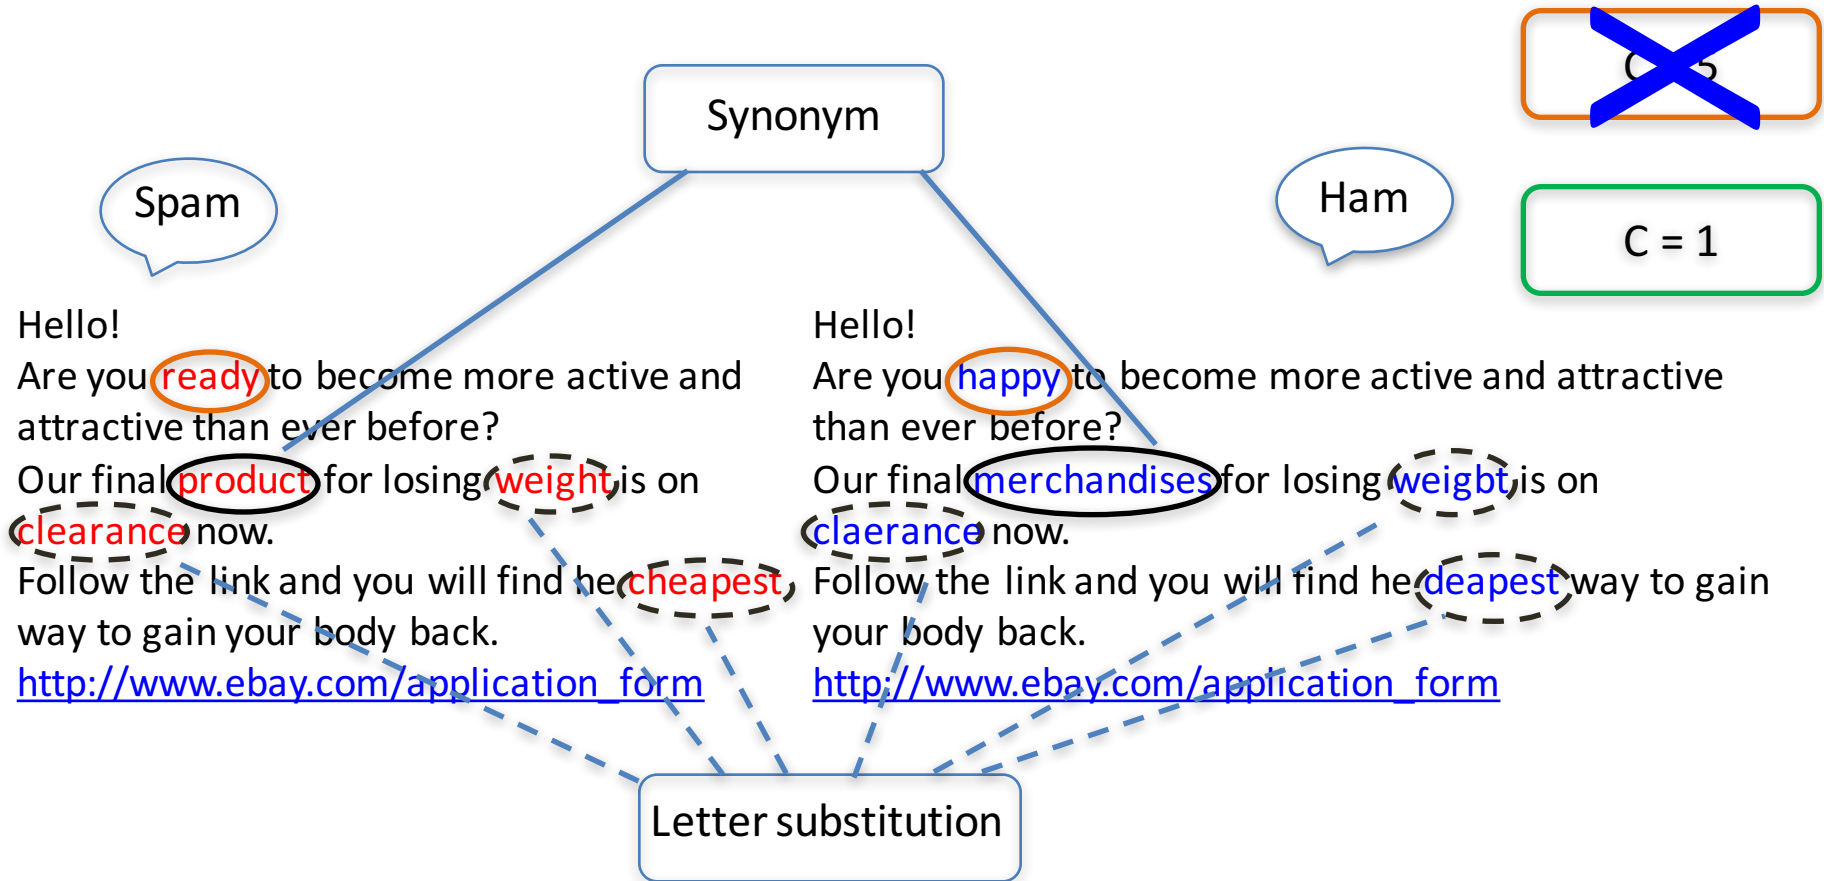 Synonym
C = 5
Spam
Ham
C = 1
Hello!
Are you ready to become more active and
attractive than ever before?
Our final product for losing weight is on
clearance now.
Follow the link and you will find he cheapest
way to gain your body back.
http://www.ebay.com/application_form
Hello!
Are you happy to become more active and attractive
than ever before?
Our final merchandises for losing weigbt is on
claerance now.
Follow the link and you will find he deapest way to gain
your body back.
http://www.ebay.com/application_form
Letter substitution